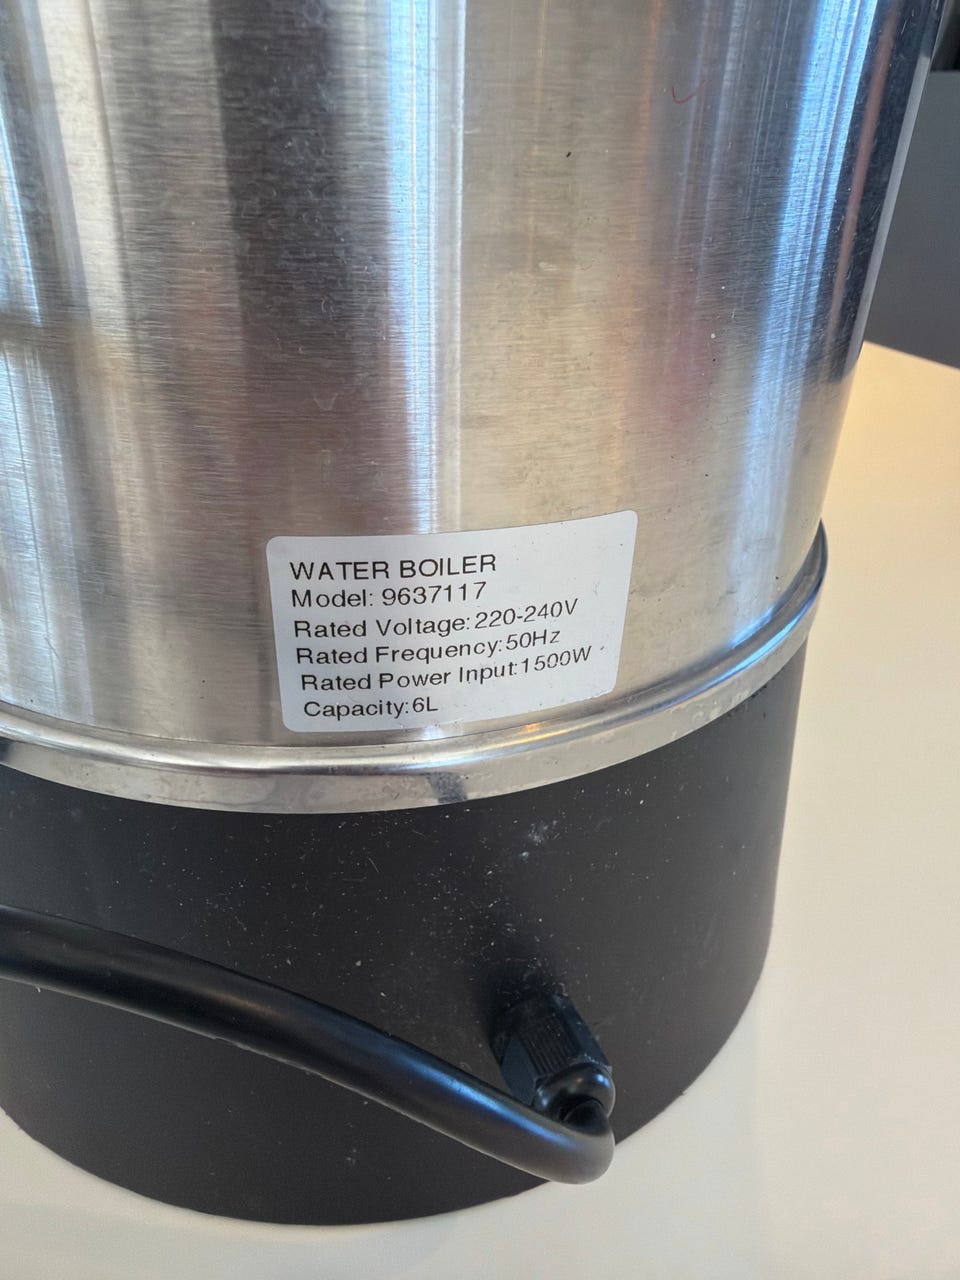 WATER BOILER
Model: 9637117
Rated Voltage:220-240V
Rated Frequency:50Hz
Rated Power Input:1500W
Capacity:6L